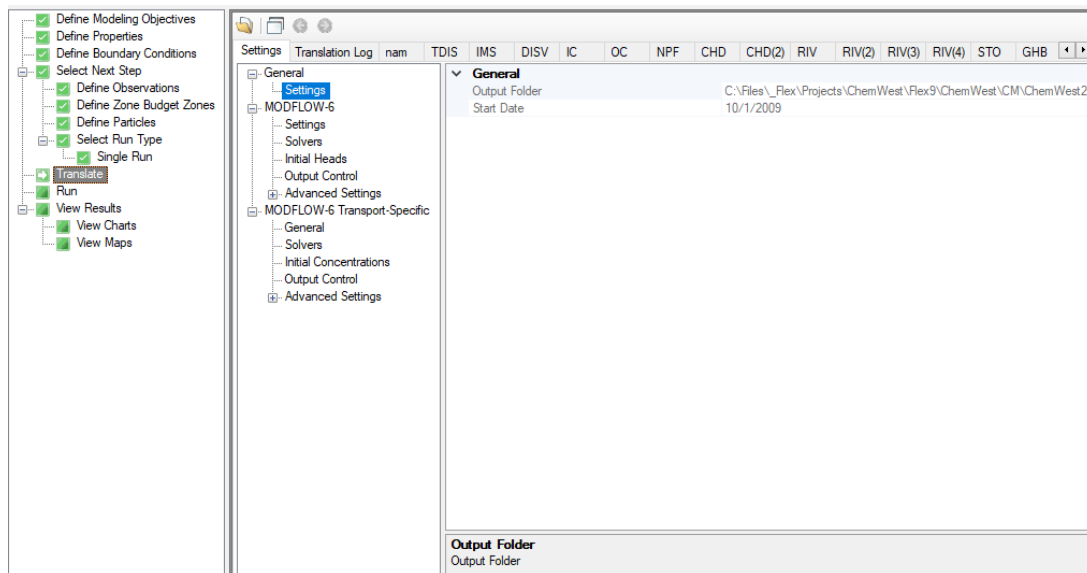 Define Modeling Objectives
Define Properties
Define Boundary Conditions
Select Next Step
Define Observations
Define Zone Budget Zones
Define Particles
Select Run Type
Single Run
Translate
Run
View Results
View Charts
View Maps
Settings Translation Log nam TDIS IMS DISV IC OC NPF CHD CHD(2) RIV RIV(2) RIV(3) RIV(4) STO GHB
General
Settings
MODFLOW-6
Settings
Solvers
Initial Heads
Output Control
Advanced Settings
MODFLOW-6 Transport-Specific
General
Solvers
Initial Concentrations
Output Control
Advanced Settings
General
Output Folder C:\Files\_Flex\Projects\ChemWest\Flex9\ChemWest\CM\ChemWest2
Start Date 10/1/2009
Output Folder
Output Folder